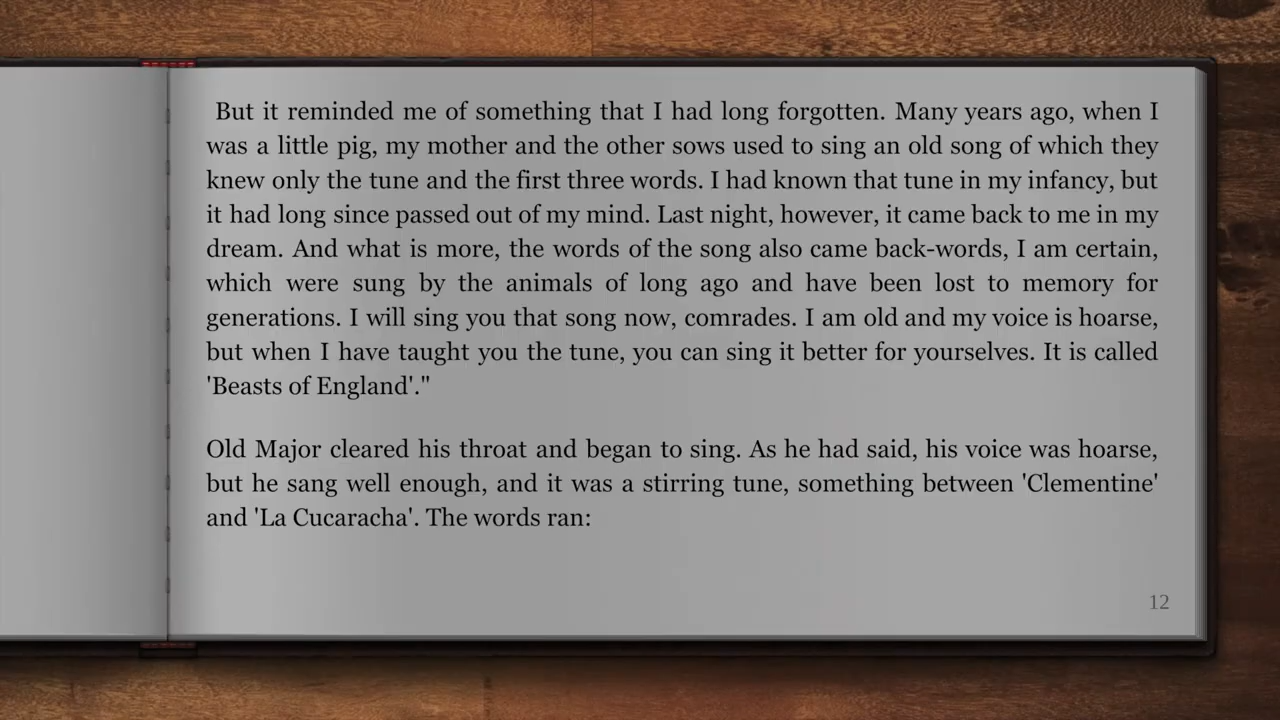 But it reminded me of something that I had long forgotten. Many years ago, when I
was a little pig, my mother and the other sows used to sing an old song of which they
knew only the tune and the first three words. I had known that tune in my infancy, but
it had long since passed out of my mind. Last night, however, it came back to me in my
dream. And what is more, the words of the song also came back-words, I am certain,
which were sung by the animals of long ago and have been lost to memory for
generations. I will sing you that song now, comrades. I am old and my voice is hoarse,
but when I have taught you the tune, you can sing it better for yourselves. It is called
'Beasts of England'."
Old Major cleared his throat and began to sing. As he had said, his voice was hoarse,
but he sang well enough, and it was a stirring tune, something between 'Clementine'
and 'La Cucaracha'. The words ran:
12